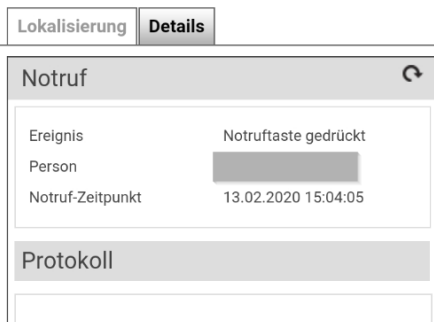 Lokalisierung Details
Notruf
Ereignis Notruftaste gedrückt
Person
Notruf-Zeitpunkt 13.02.2020 15:04:05
Protokoll